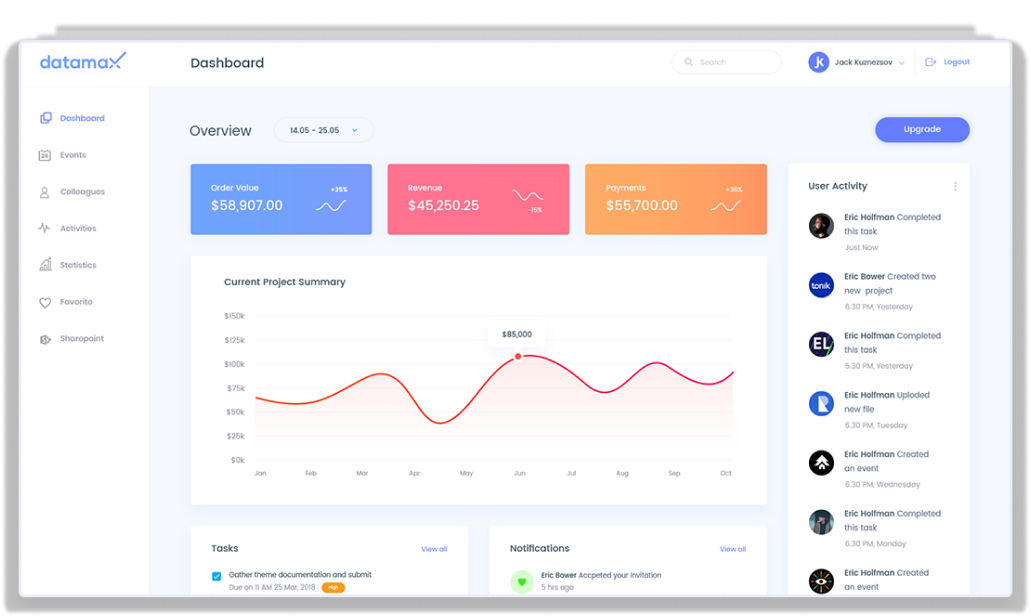 datamax
Dashboard
Search
jk
Jack Kuznezsov
Logout
Dashboard
Events
Colleagues
Activities
Statistics
Favorite
Sharopoint
Overview
14.05 - 25.05
Upgrade
Order Value
+35%
$58,907.00
Revenue
$45,250.25
-15%
Payments
+35%
$55,700.00
Current Project Summary
$150k
$125k
$100k
$75k
$50k
$25k
$0k
$85,000
Jan Feb Mar Apr May Jun Jul Aug Sep Oct
User Activity
Eric Holfman Completed
this task
Just Now
tonik
Eric Bower Created two
new project
6.30 PM, Yesterday
EL
Eric Holfman Completed
this task
5.30 PM, Yesterday
Eric Holfman Uploded
new file
6.30 PM, Tuesday
Eric Holfman Created
an event
6.30 PM, Wednesday
Eric Holfman Completed
this task
6.30 PM, Monday
Eric Holfman Created
an event
Tasks
View all
Gather theme documentation and submit
Due on 11 AM 25 Mar, 2018
High
Notifications
View all
Eric Bower Accpeted your Invitation
5 hrs ago